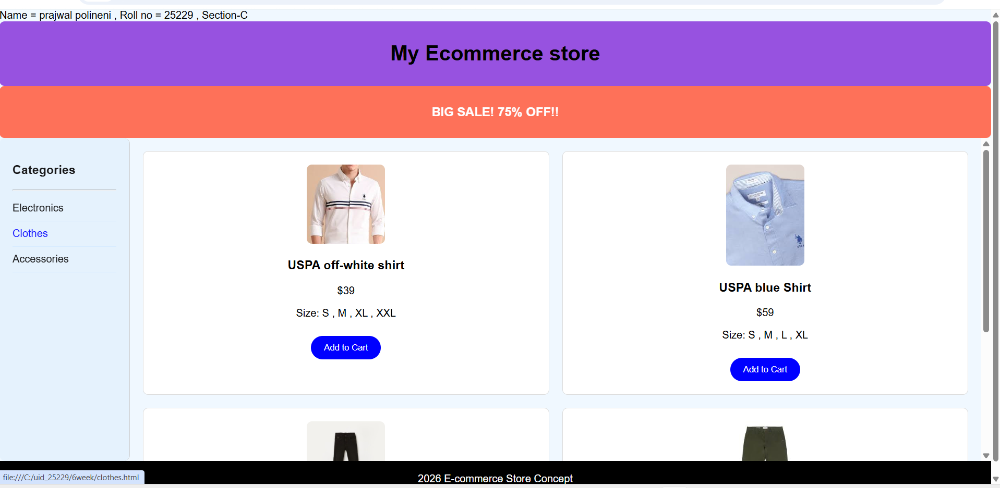 Name = prajwal polineni , Roll no = 25229 , Section-C
My Ecommerce store
BIG SALE! 75% OFF!!
Categories
Electronics
Clothes
Accessories
USPA off-white shirt
$39
Size: S , M , XL , XXL
Add to Cart
USPA blue Shirt
$59
Size: S , M , L , XL
Add to Cart
2026 E-commerce Store Concept
file:///C:/uid_25229/6week/clothes.html